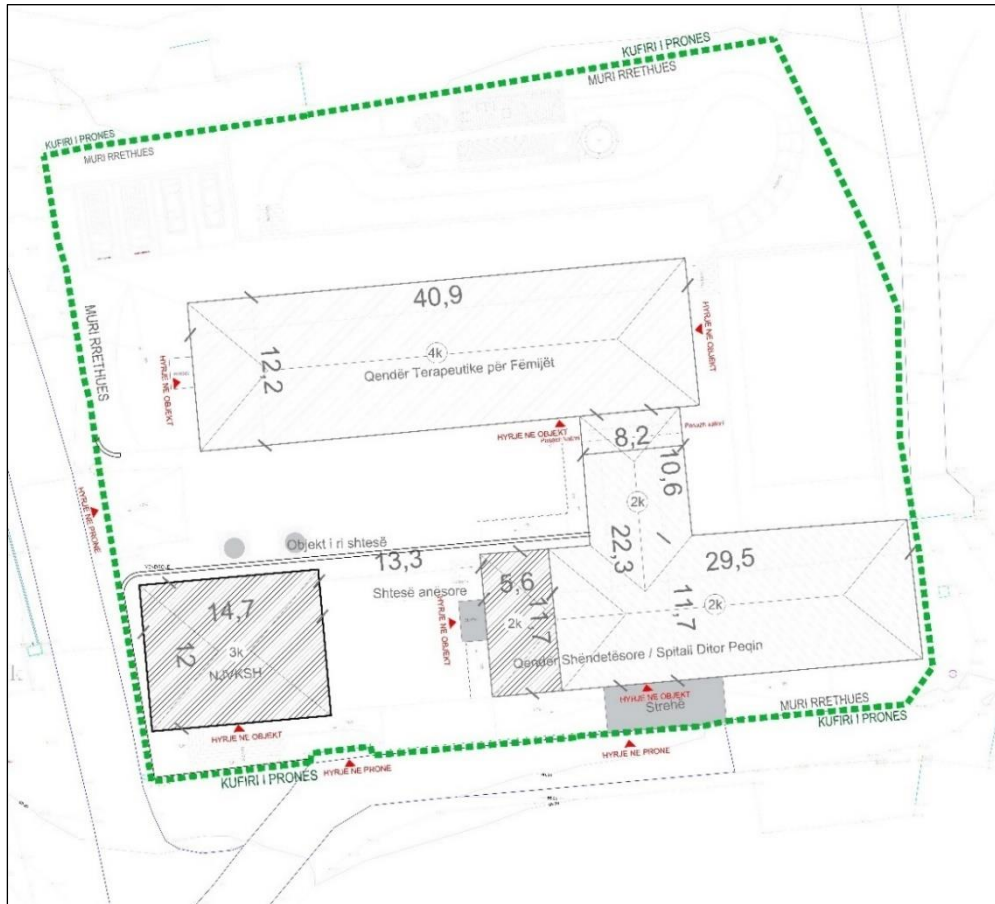 KUFIRI I PRONES
MURI RRETHUES
KUFIRI I PRONES
MURI RRETHUES
MURI RRETHUES
40,9
12,2
4k
Qendër Terapeutike për Fëmijët
HYRJE NE OBJEKT
HYRJE NE OBJEKT
HYRJE NE OBJEKT
8,2
10,6
2k
22,3
HYRJE NE PRONE
Objekt i ri shtesë
13,3
29,5
Shtesë anësore
5,6
11,7
2k
11,7
2k
14,7
12
3k
NJVKSH
HYRJE NE OBJEKT
Qendër Shëndetësore / Spitali Ditor Peqin
HYRJE NE OBJEKT
Strehë
MURI RRETHUES
KUFIRI I PRONES
HYRJE NE OBJEKT
HYRJE NE PRONE
KUFIRI I PRONES
HYRJE NE PRONE